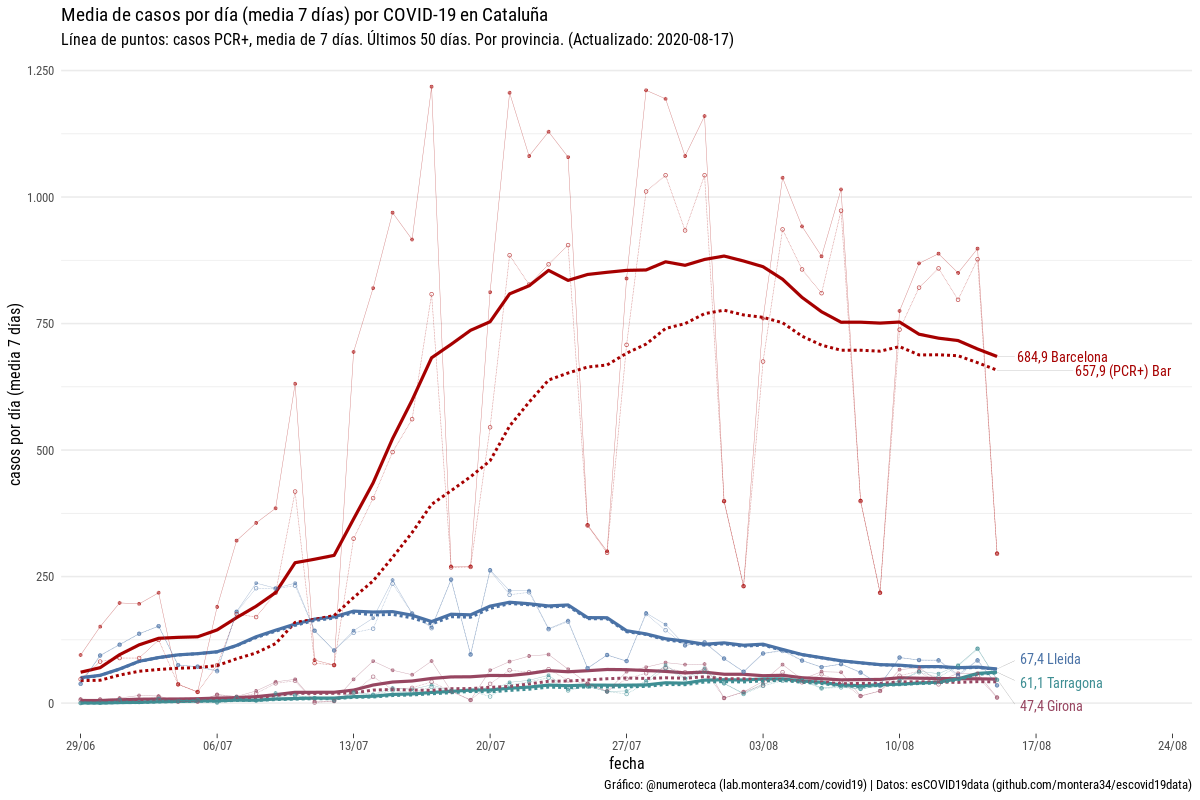 Media de casos por día (media 7 días) por COVID-19 en Cataluña
Línea de puntos: casos PCR+, media de 7 días. Últimos 50 días. Por provincia. (Actualizado: 2020-08-17)
casos por día (media 7 días)
1.250
1.000
750
500
250
0
684,9 Barcelona
657,9 (PCR+) Bar
67,4 Lleida
61,1 Tarragona
47,4 Girona
29/06
06/07
13/07
20/07
27/07
03/08
10/08
17/08
24/08
fecha
Gráfico: @numeroteca (lab.montera34.com/covid19) | Datos: esCOVID19data (github.com/montera34/escovid19data)